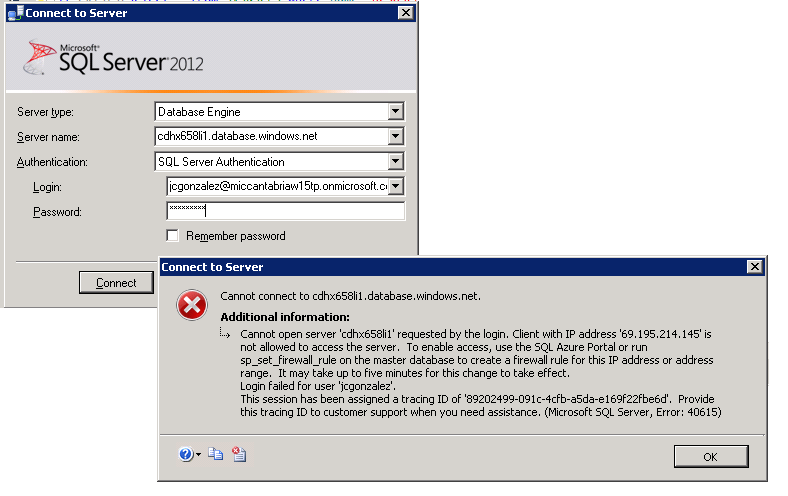 Connect to Server
Microsoft®
SQL Server® 2012
Server type: Database Engine
Server name: cdhx658li1.database.windows.net
Authentication: SQL Server Authentication
Login: jcgonzalez@miccantabriaw15tp.onmicrosoft.c
Password: *********
Remember password
Connect
Connect to Server
Cannot connect to cdhx658li1.database.windows.net.
Additional information:
Cannot open server 'cdhx658li1' requested by the login. Client with IP address '69.195.214.145' is
not allowed to access the server. To enable access, use the SQL Azure Portal or run
sp_set_firewall_rule on the master database to create a firewall rule for this IP address or address
range. It may take up to five minutes for this change to take effect.
Login failed for user 'jcgonzalez'.
This session has been assigned a tracing ID of '89202499-091c-4cfb-a5da-e169f22fbe6d'. Provide
this tracing ID to customer support when you need assistance. (Microsoft SQL Server, Error: 40615)
OK